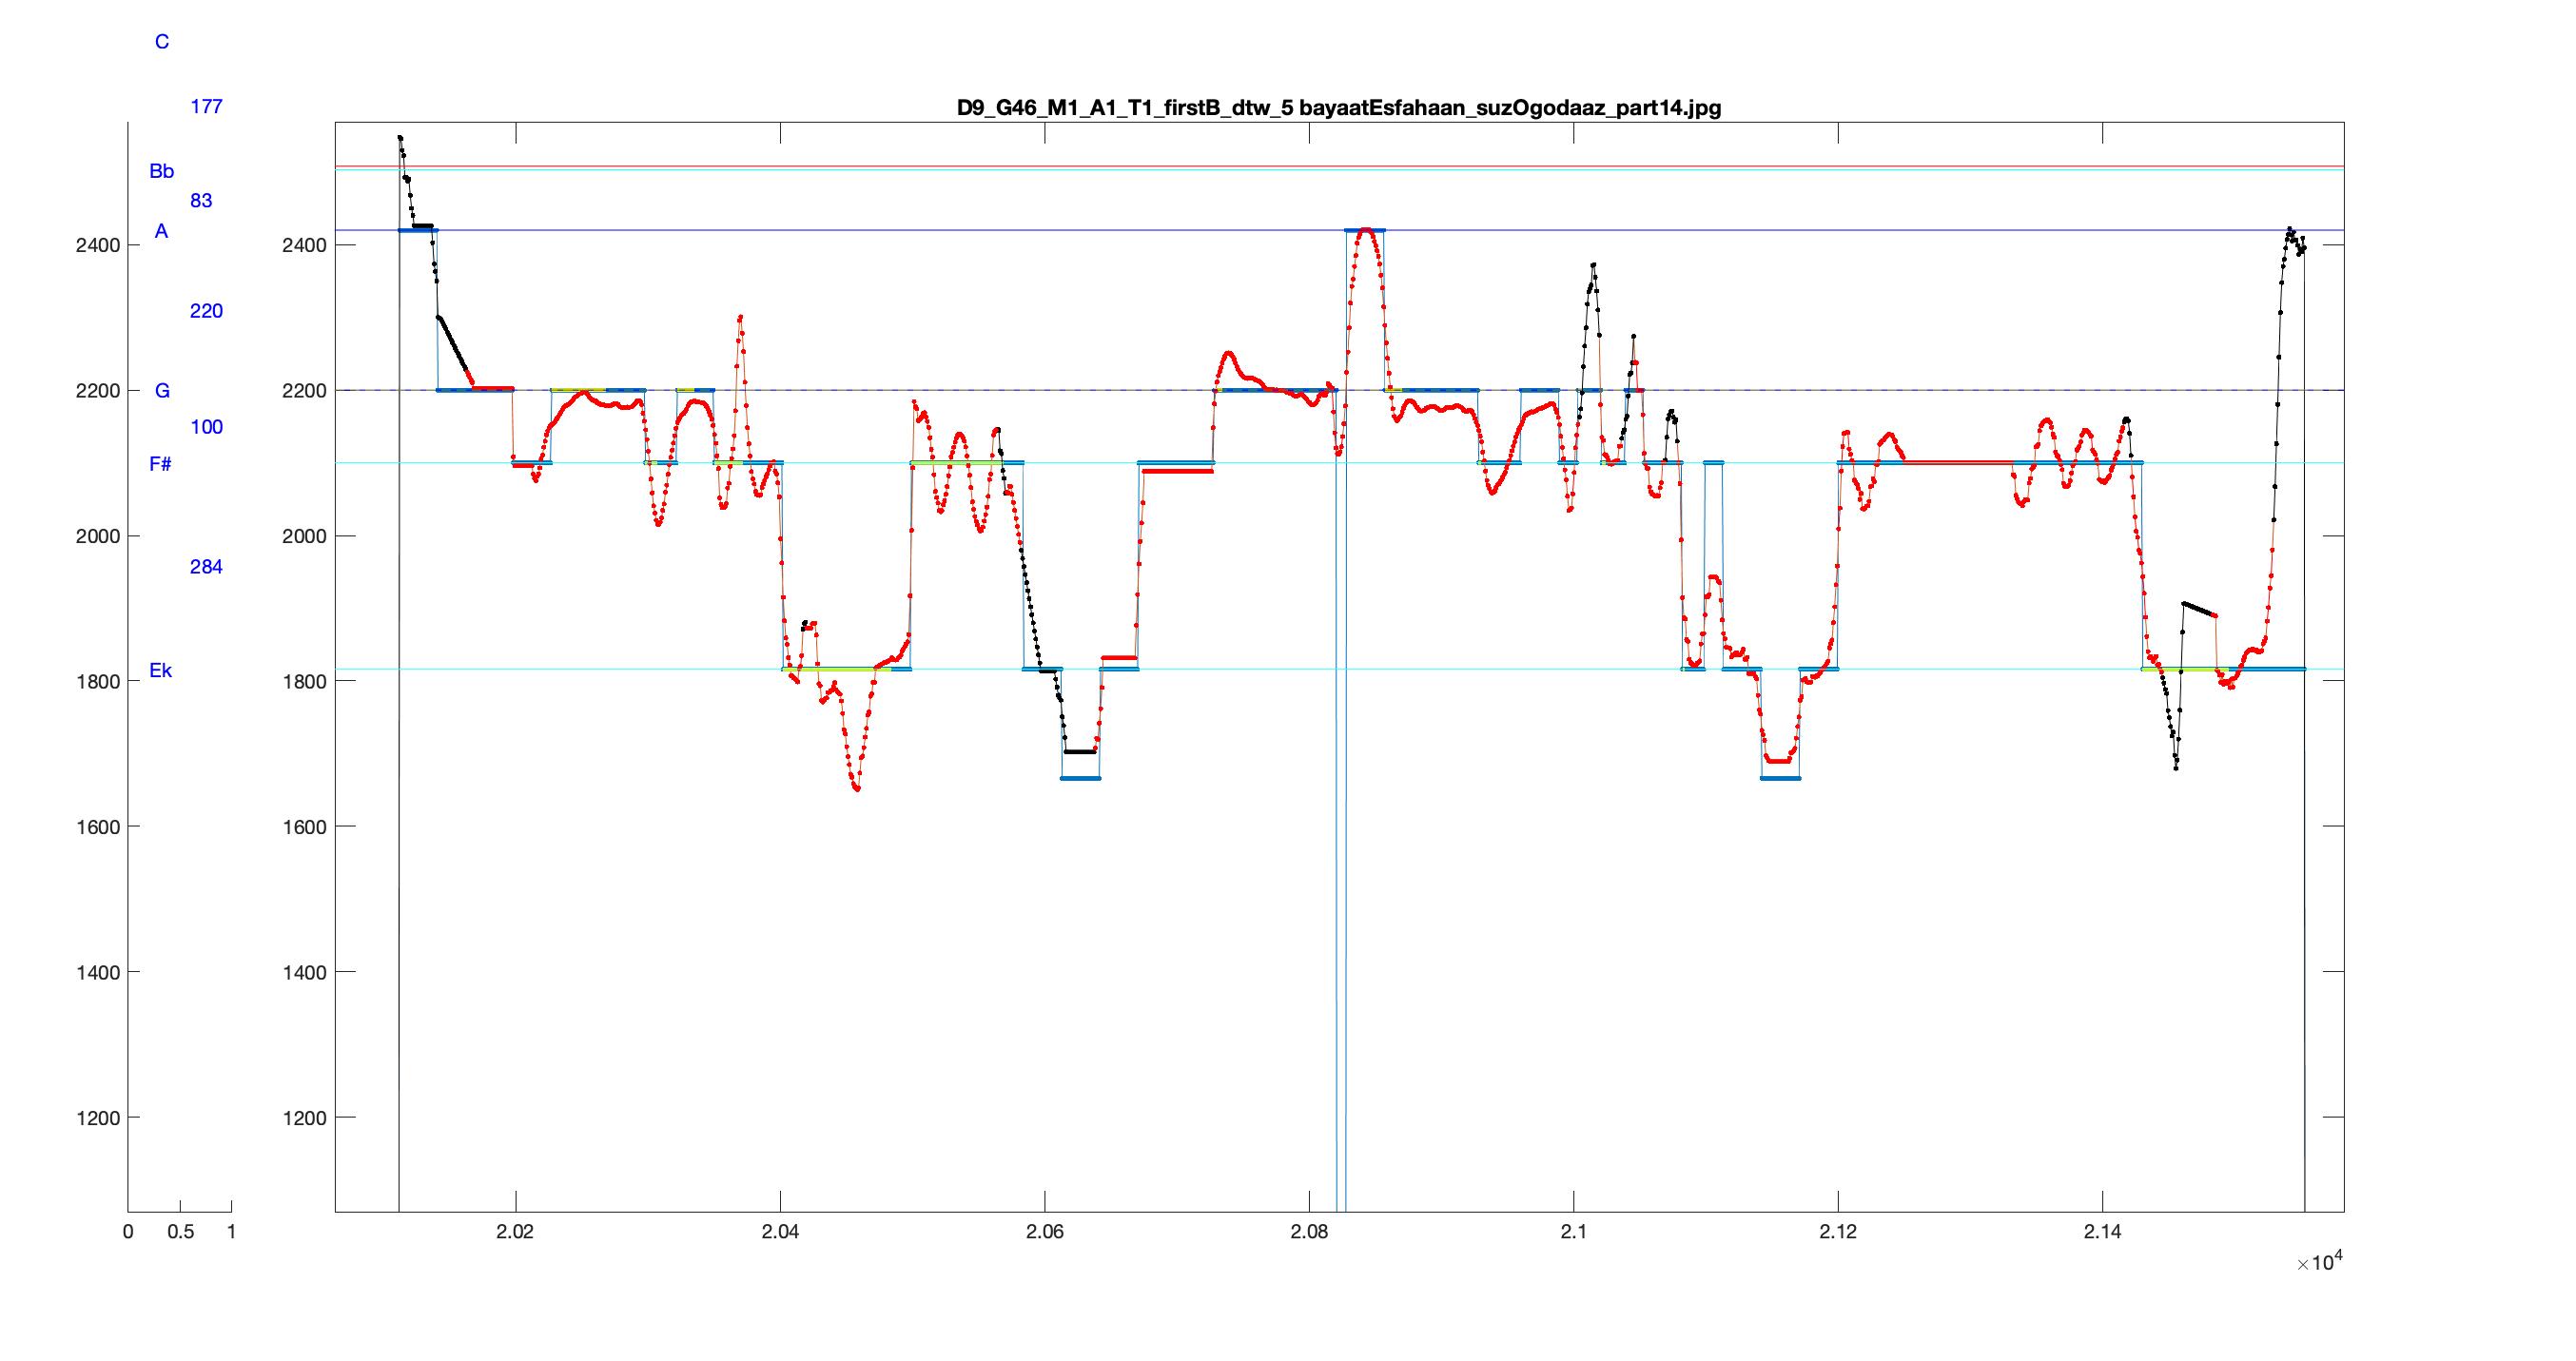 C
177
D9_G46_M1_A1_T1_firstB_dtw_5 bayaatEsfahaan_suzOgodaaz_part14.jpg
Bb
83
A
2400 2400
220
G
2200 2200
100
F#
2000 2000
284
Ek
1800 1800
1600 1600
1400 1400
1200 1200
0 0.5 1 2.02 2.04 2.06 2.08 2.1 2.12 2.14
×10^4